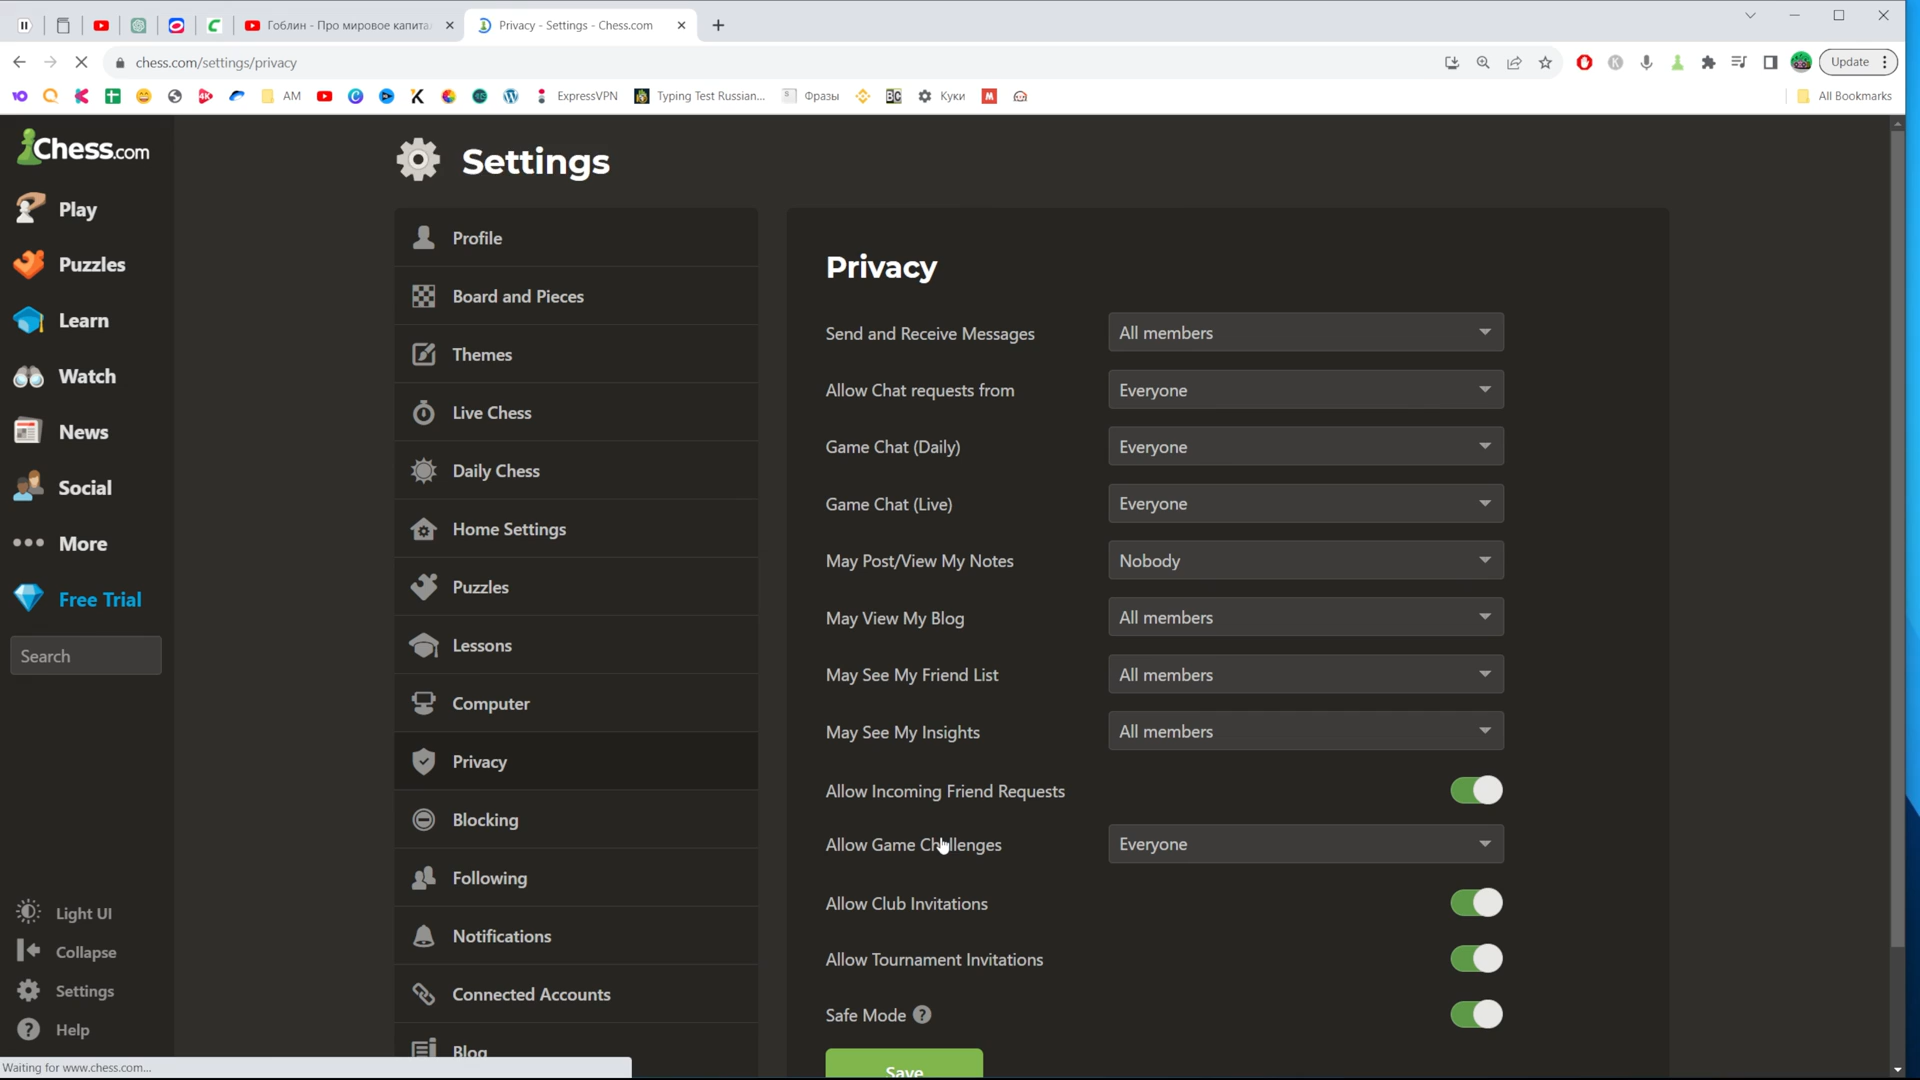 Гоблин - Про мировое капита
Privacy - Settings - Chess.com
chess.com/settings/privacy
Update
AM
ExpressVPN
Typing Test Russian...
Фразы
Куки
All Bookmarks
Chess.com
Play
Puzzles
Learn
Watch
News
Social
More
Free Trial
Search
Light UI
Collapse
Settings
Help
Settings
Profile
Board and Pieces
Themes
Live Chess
Daily Chess
Home Settings
Puzzles
Lessons
Computer
Privacy
Blocking
Following
Notifications
Connected Accounts
Blog
Privacy
Send and Receive Messages All members
Allow Chat requests from Everyone
Game Chat (Daily) Everyone
Game Chat (Live) Everyone
May Post/View My Notes Nobody
May View My Blog All members
May See My Friend List All members
May See My Insights All members
Allow Incoming Friend Requests
Allow Game Challenges Everyone
Allow Club Invitations
Allow Tournament Invitations
Safe Mode ?
Save
Waiting for www.chess.com...